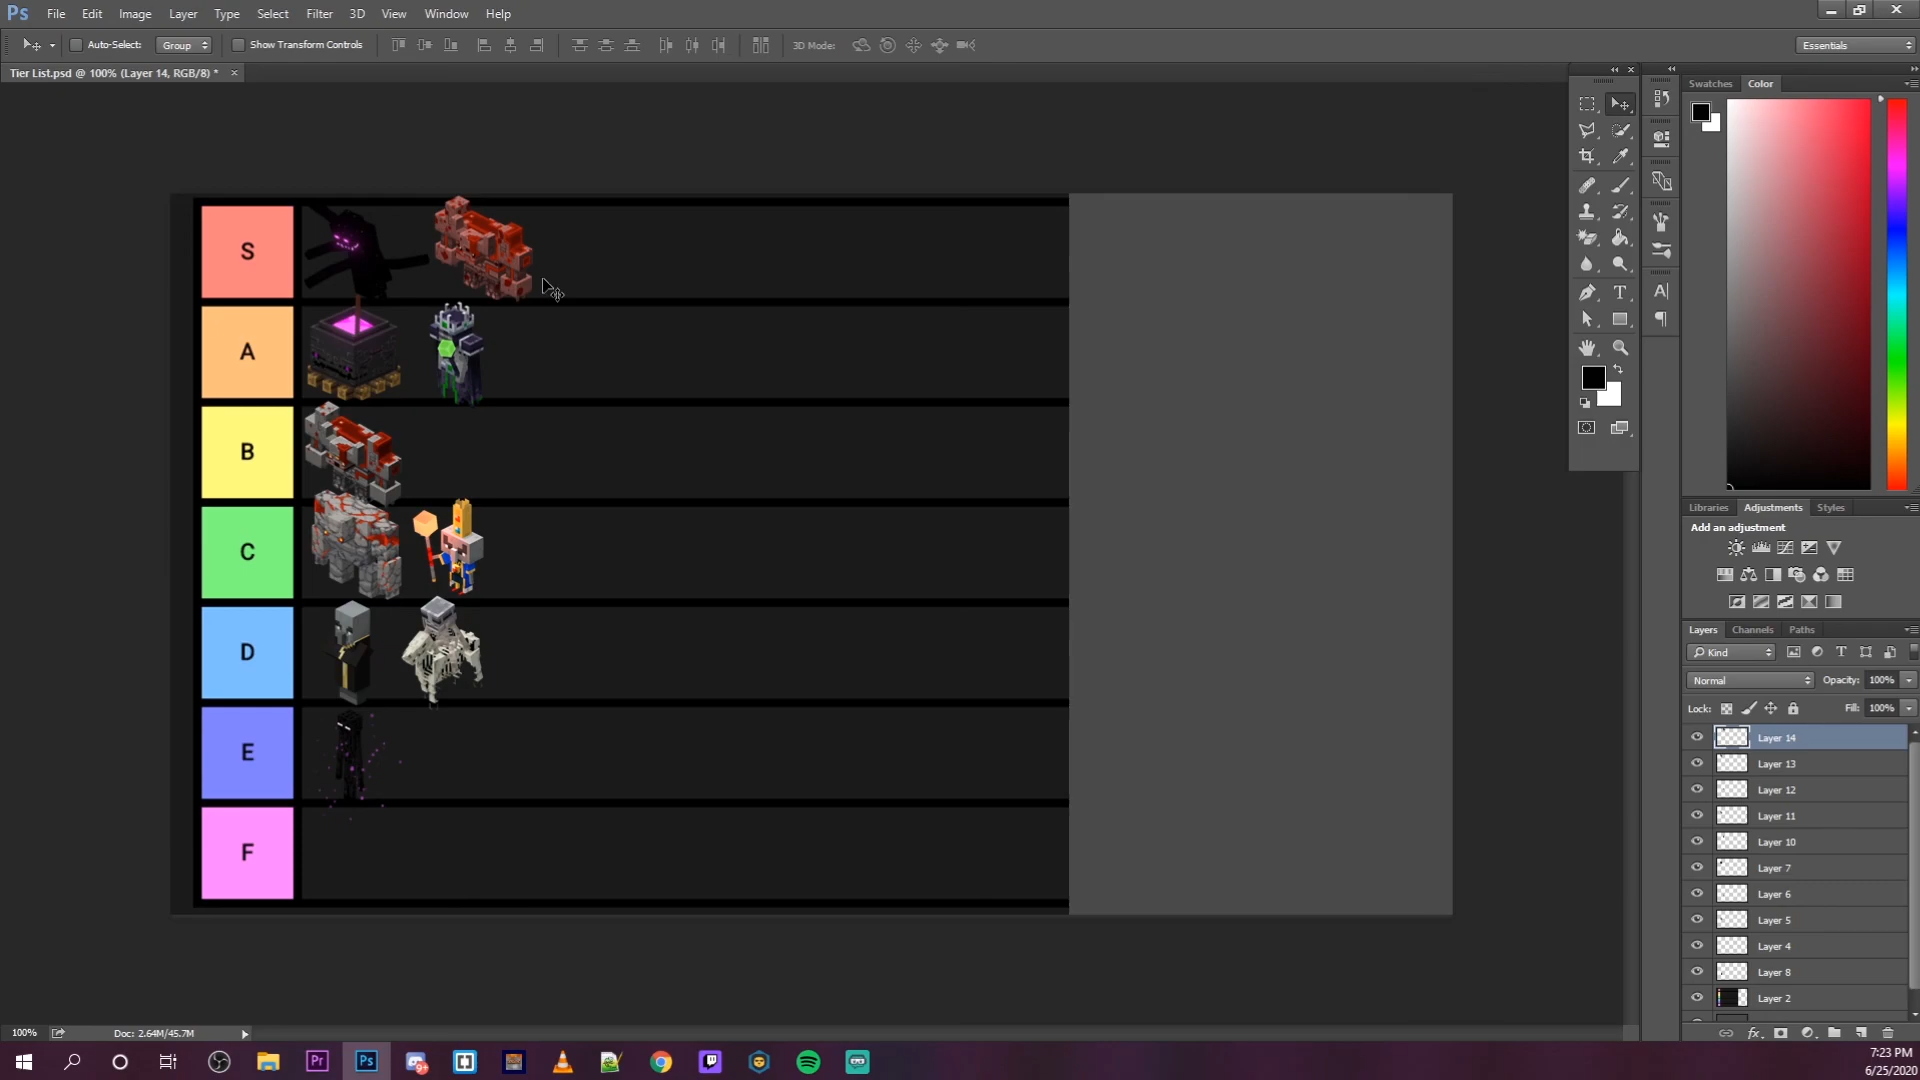 Ps File Edit Image Layer Type Select Filter 3D View Window Help
Auto-Select: Group Show Transform Controls 3D Mode: Essentials
Tier List.psd @ 100% (Layer 14, RGB/8) * ×
Swatches Color
S
A
B
C
D
E
F
Libraries Adjustments Styles
Add an adjustment
Layers Channels Paths
Kind
Normal Opacity: 100%
Lock: Fill: 100%
Layer 14
Layer 13
Layer 12
Layer 11
Layer 10
Layer 7
Layer 6
Layer 5
Layer 4
Layer 8
Layer 2
100% Doc: 2.64M/45.7M
Pr Ps 9+
7:23 PM
6/25/2020